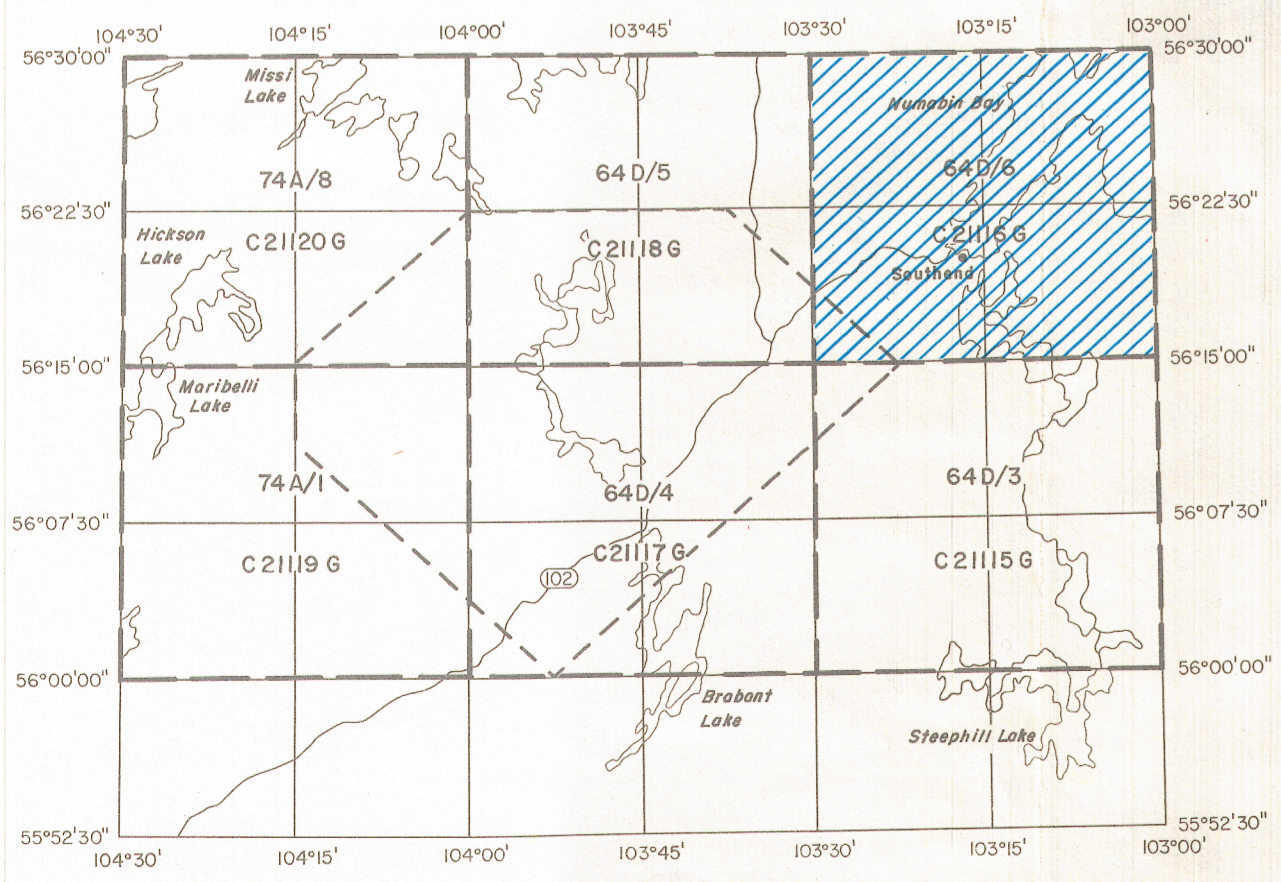 104°30' 104°15' 104°00' 103°45' 103°30' 103°15' 103°00'
56°30'00" 56°30'00"
Missi
Lake
Numabin Bay
74A/8 64D/5 64D/6
56°22'30" 56°22'30"
Hickson
Lake
C21120G C21118G C21116G
Southend
56°15'00" 56°15'00"
Maribelli
Lake
74A/1 64D/4 64D/3
56°07'30" 56°07'30"
C21119G C21117G C21115G
102
56°00'00" 56°00'00"
Brabant
Lake
Steephill Lake
55°52'30" 55°52'30"
104°30' 104°15' 104°00' 103°45' 103°30' 103°15' 103°00'